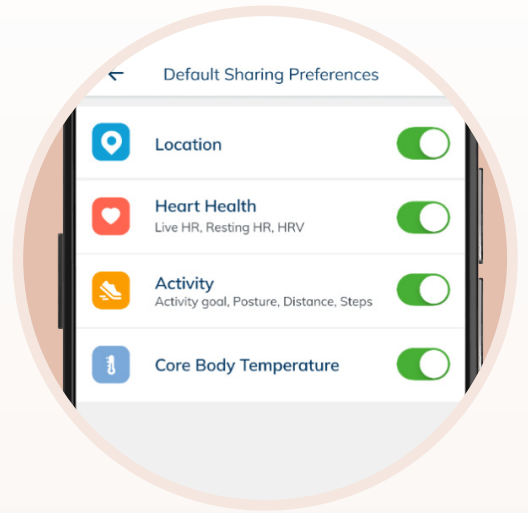 Default Sharing Preferences
Location
Heart Health
Live HR, Resting HR, HRV
Activity
Activity goal, Posture, Distance, Steps
Core Body Temperature